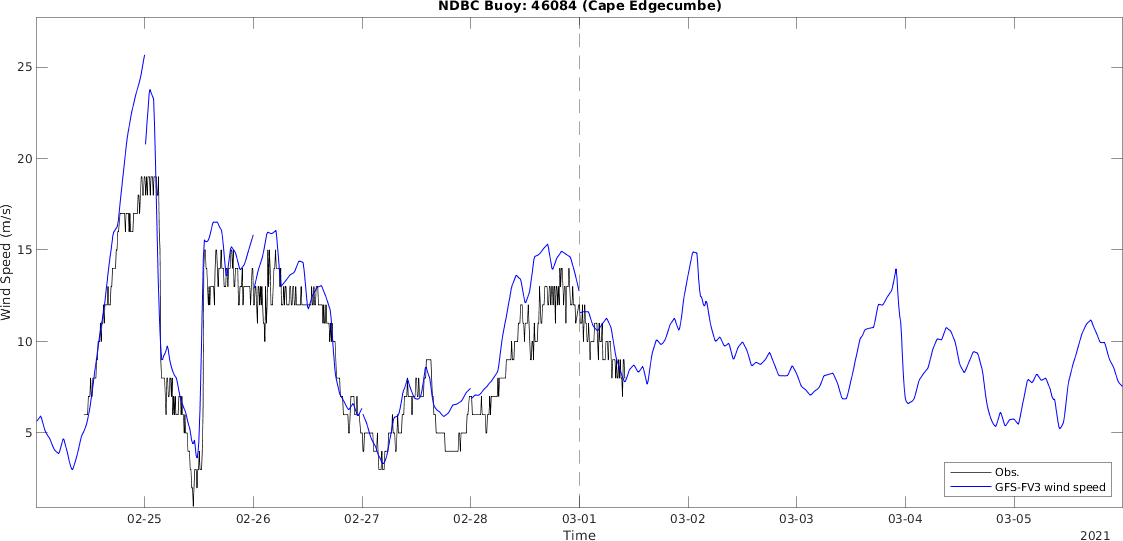 NDBC Buoy: 46084 (Cape Edgecumbe)
Wind Speed (m/s)
25
20
15
10
5
Obs.
GFS-FV3 wind speed
02-25 02-26 02-27 02-28 03-01 03-02 03-03 03-04 03-05
Time
2021